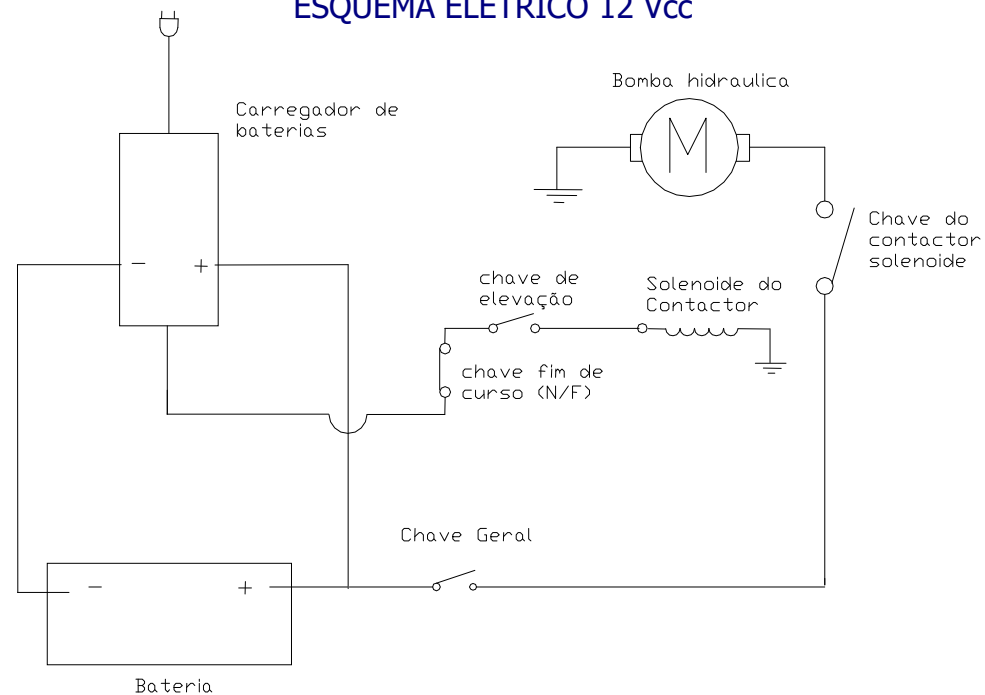 ESQUEMA ELETRICO 12 Vcc
Bomba hidraulica
M
Carregador de
baterias
Chave do
contactor
solenoide
− +
chave de
elevação
Solenoide do
Contactor
chave fim de
curso (N/F)
Chave Geral
− +
Bateria